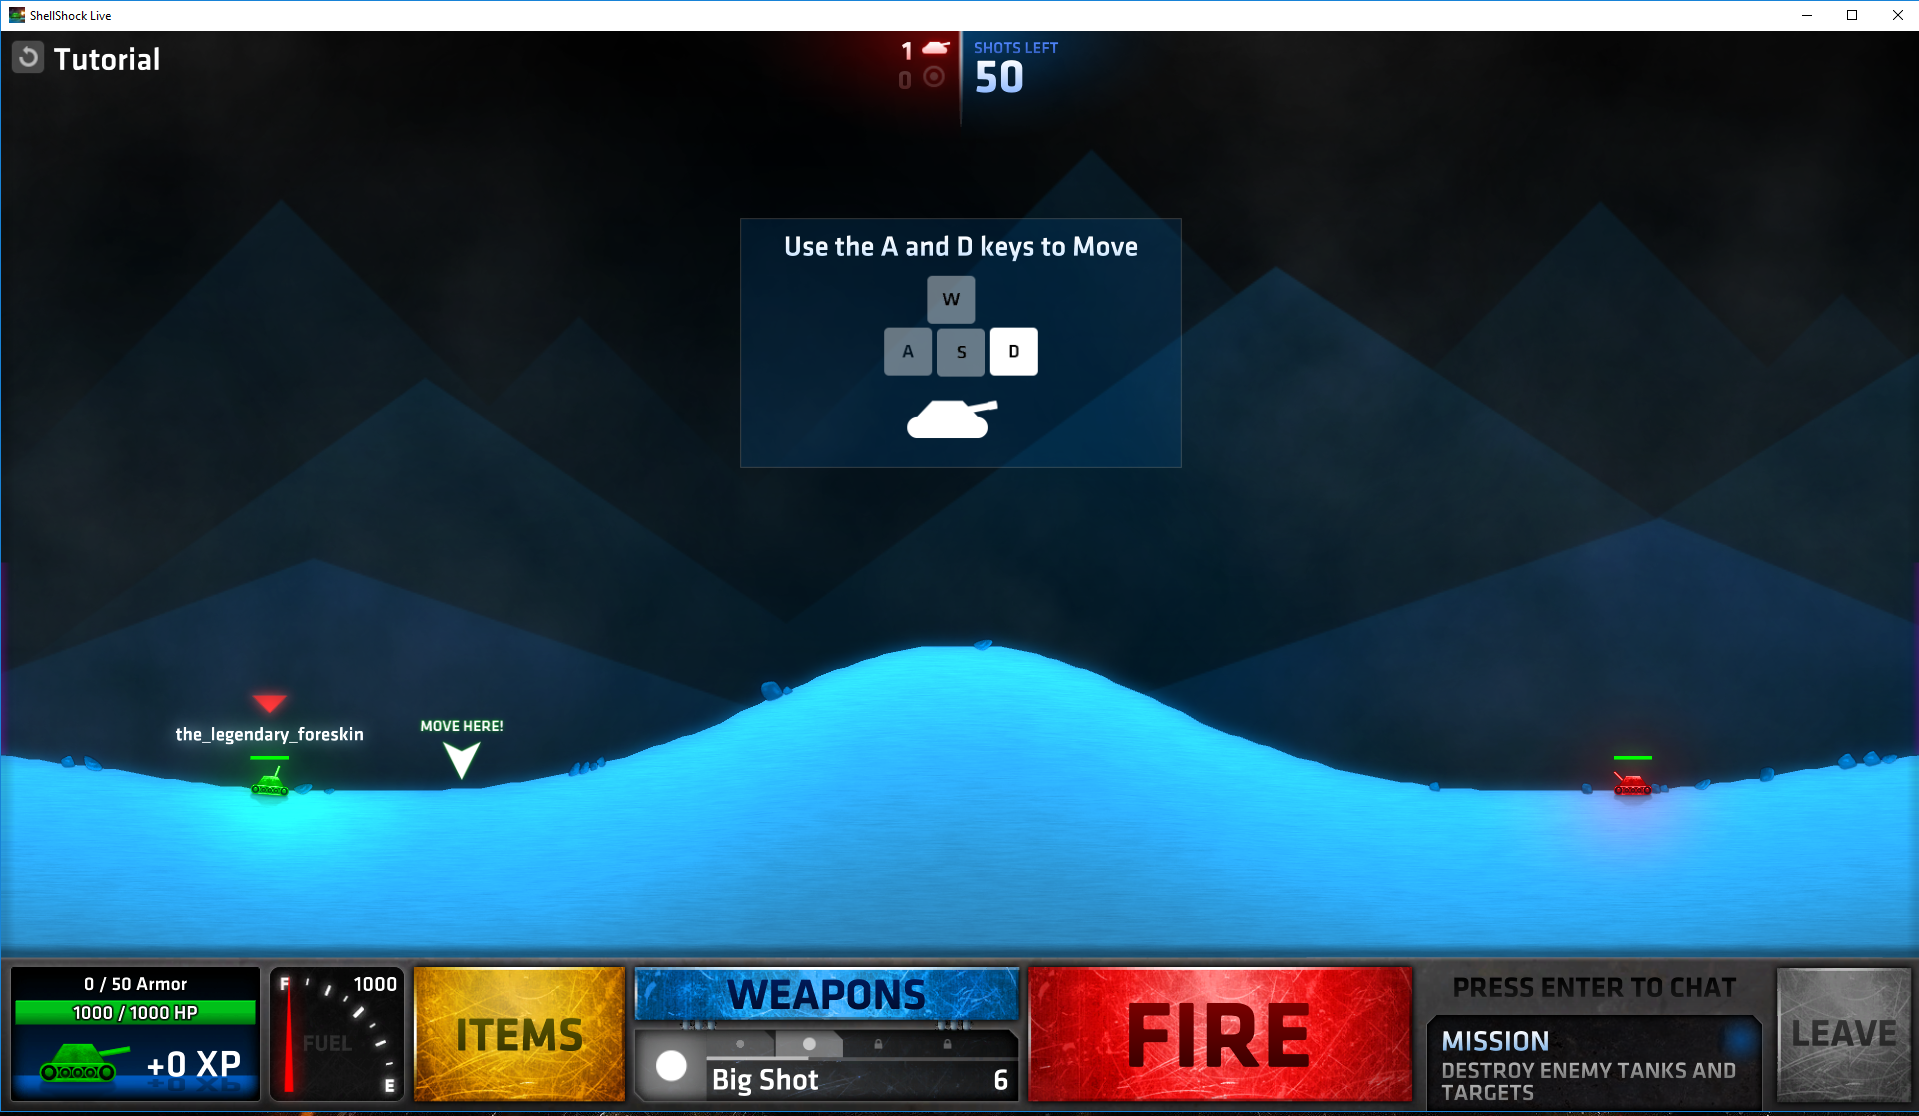 ShellShock Live
Tutorial
1
0
SHOTS LEFT
50
Use the A and D keys to Move
W
A S D
the_legendary_foreskin
MOVE HERE!
0 / 50 Armor
1000 / 1000 HP
+0 XP
F 1000
FUEL
E
ITEMS
WEAPONS
Big Shot 6
FIRE
PRESS ENTER TO CHAT
MISSION
DESTROY ENEMY TANKS AND
TARGETS
LEAVE